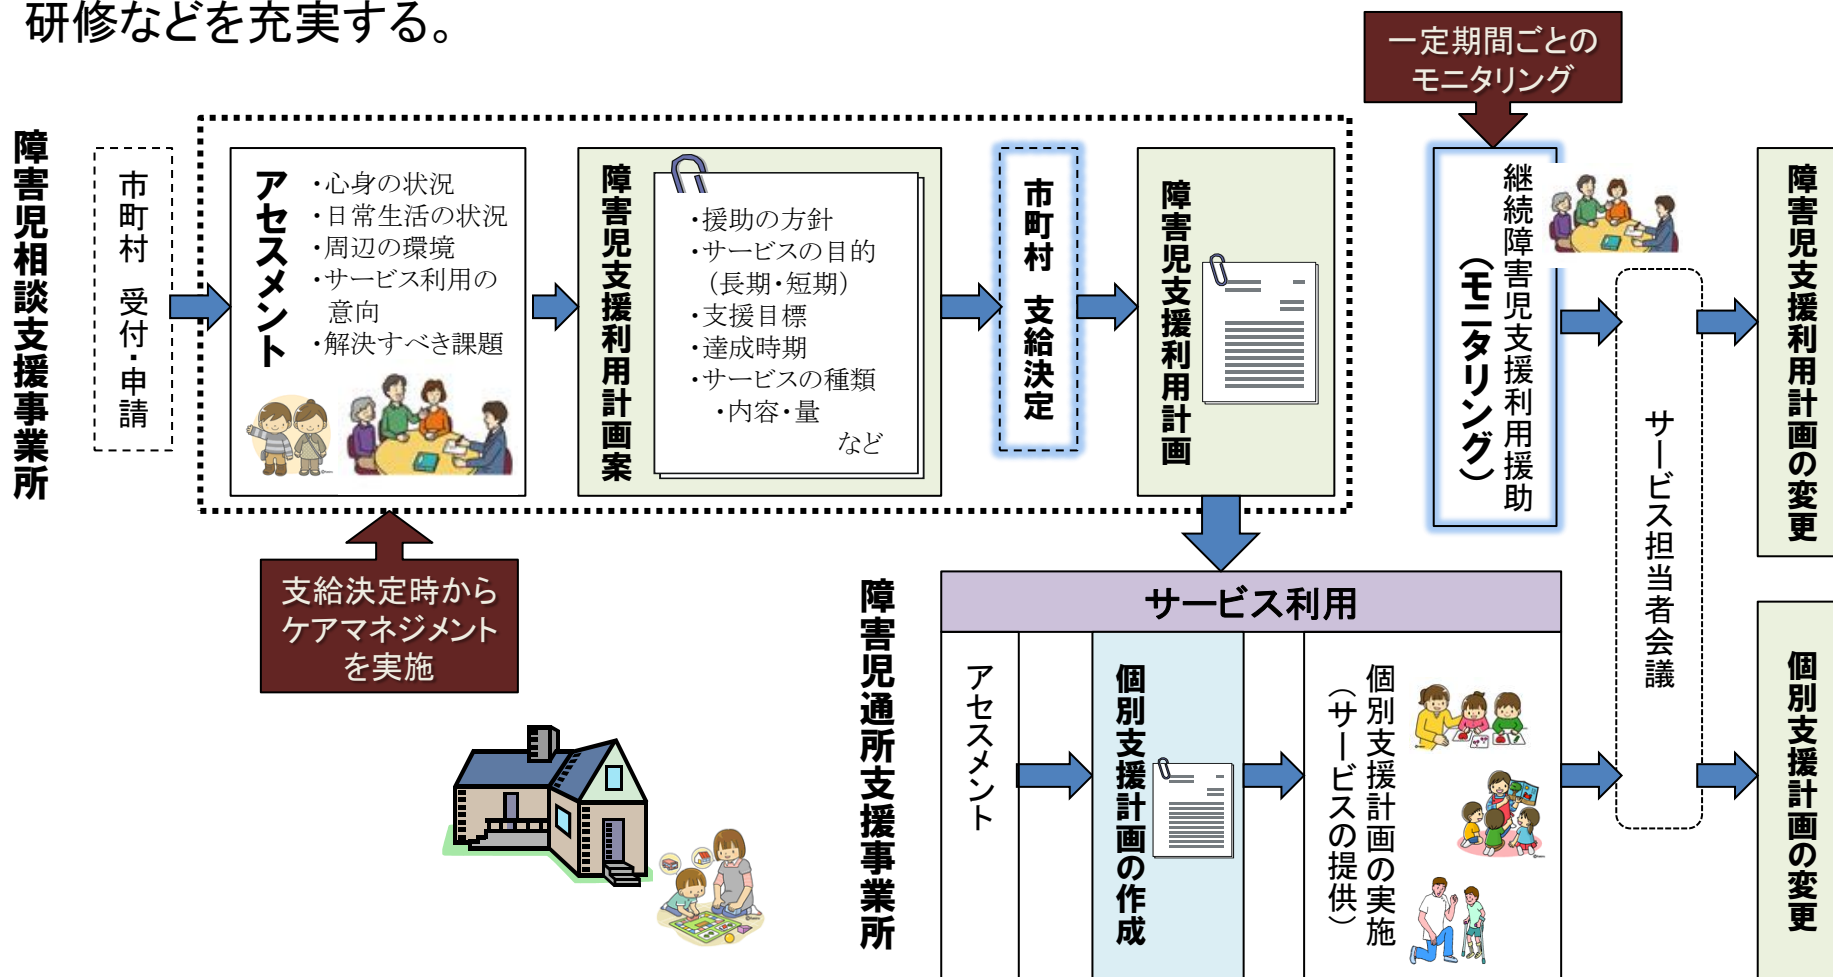 研修などを充実する。
一定期間ごとの
モニタリング
障害児相談支援事業所
市町村 受付・申請
アセスメント
・心身の状況
・日常生活の状況
・周辺の環境
・サービス利用の
意向
・解決すべき課題
障害児支援利用計画案
・援助の方針
・サービスの目的
（長期・短期）
・支援目標
・達成時期
・サービスの種類
・内容・量
など
市町村 支給決定
障害児支援利用計画
継続障害児支援利用援助
（モニタリング）
サービス担当者会議
障害児支援利用計画の変更
支給決定時から
ケアマネジメント
を実施
障害児通所支援事業所
サービス利用
アセスメント
個別支援計画の作成
個別支援計画の実施
（サービスの提供）
個別支援計画の変更